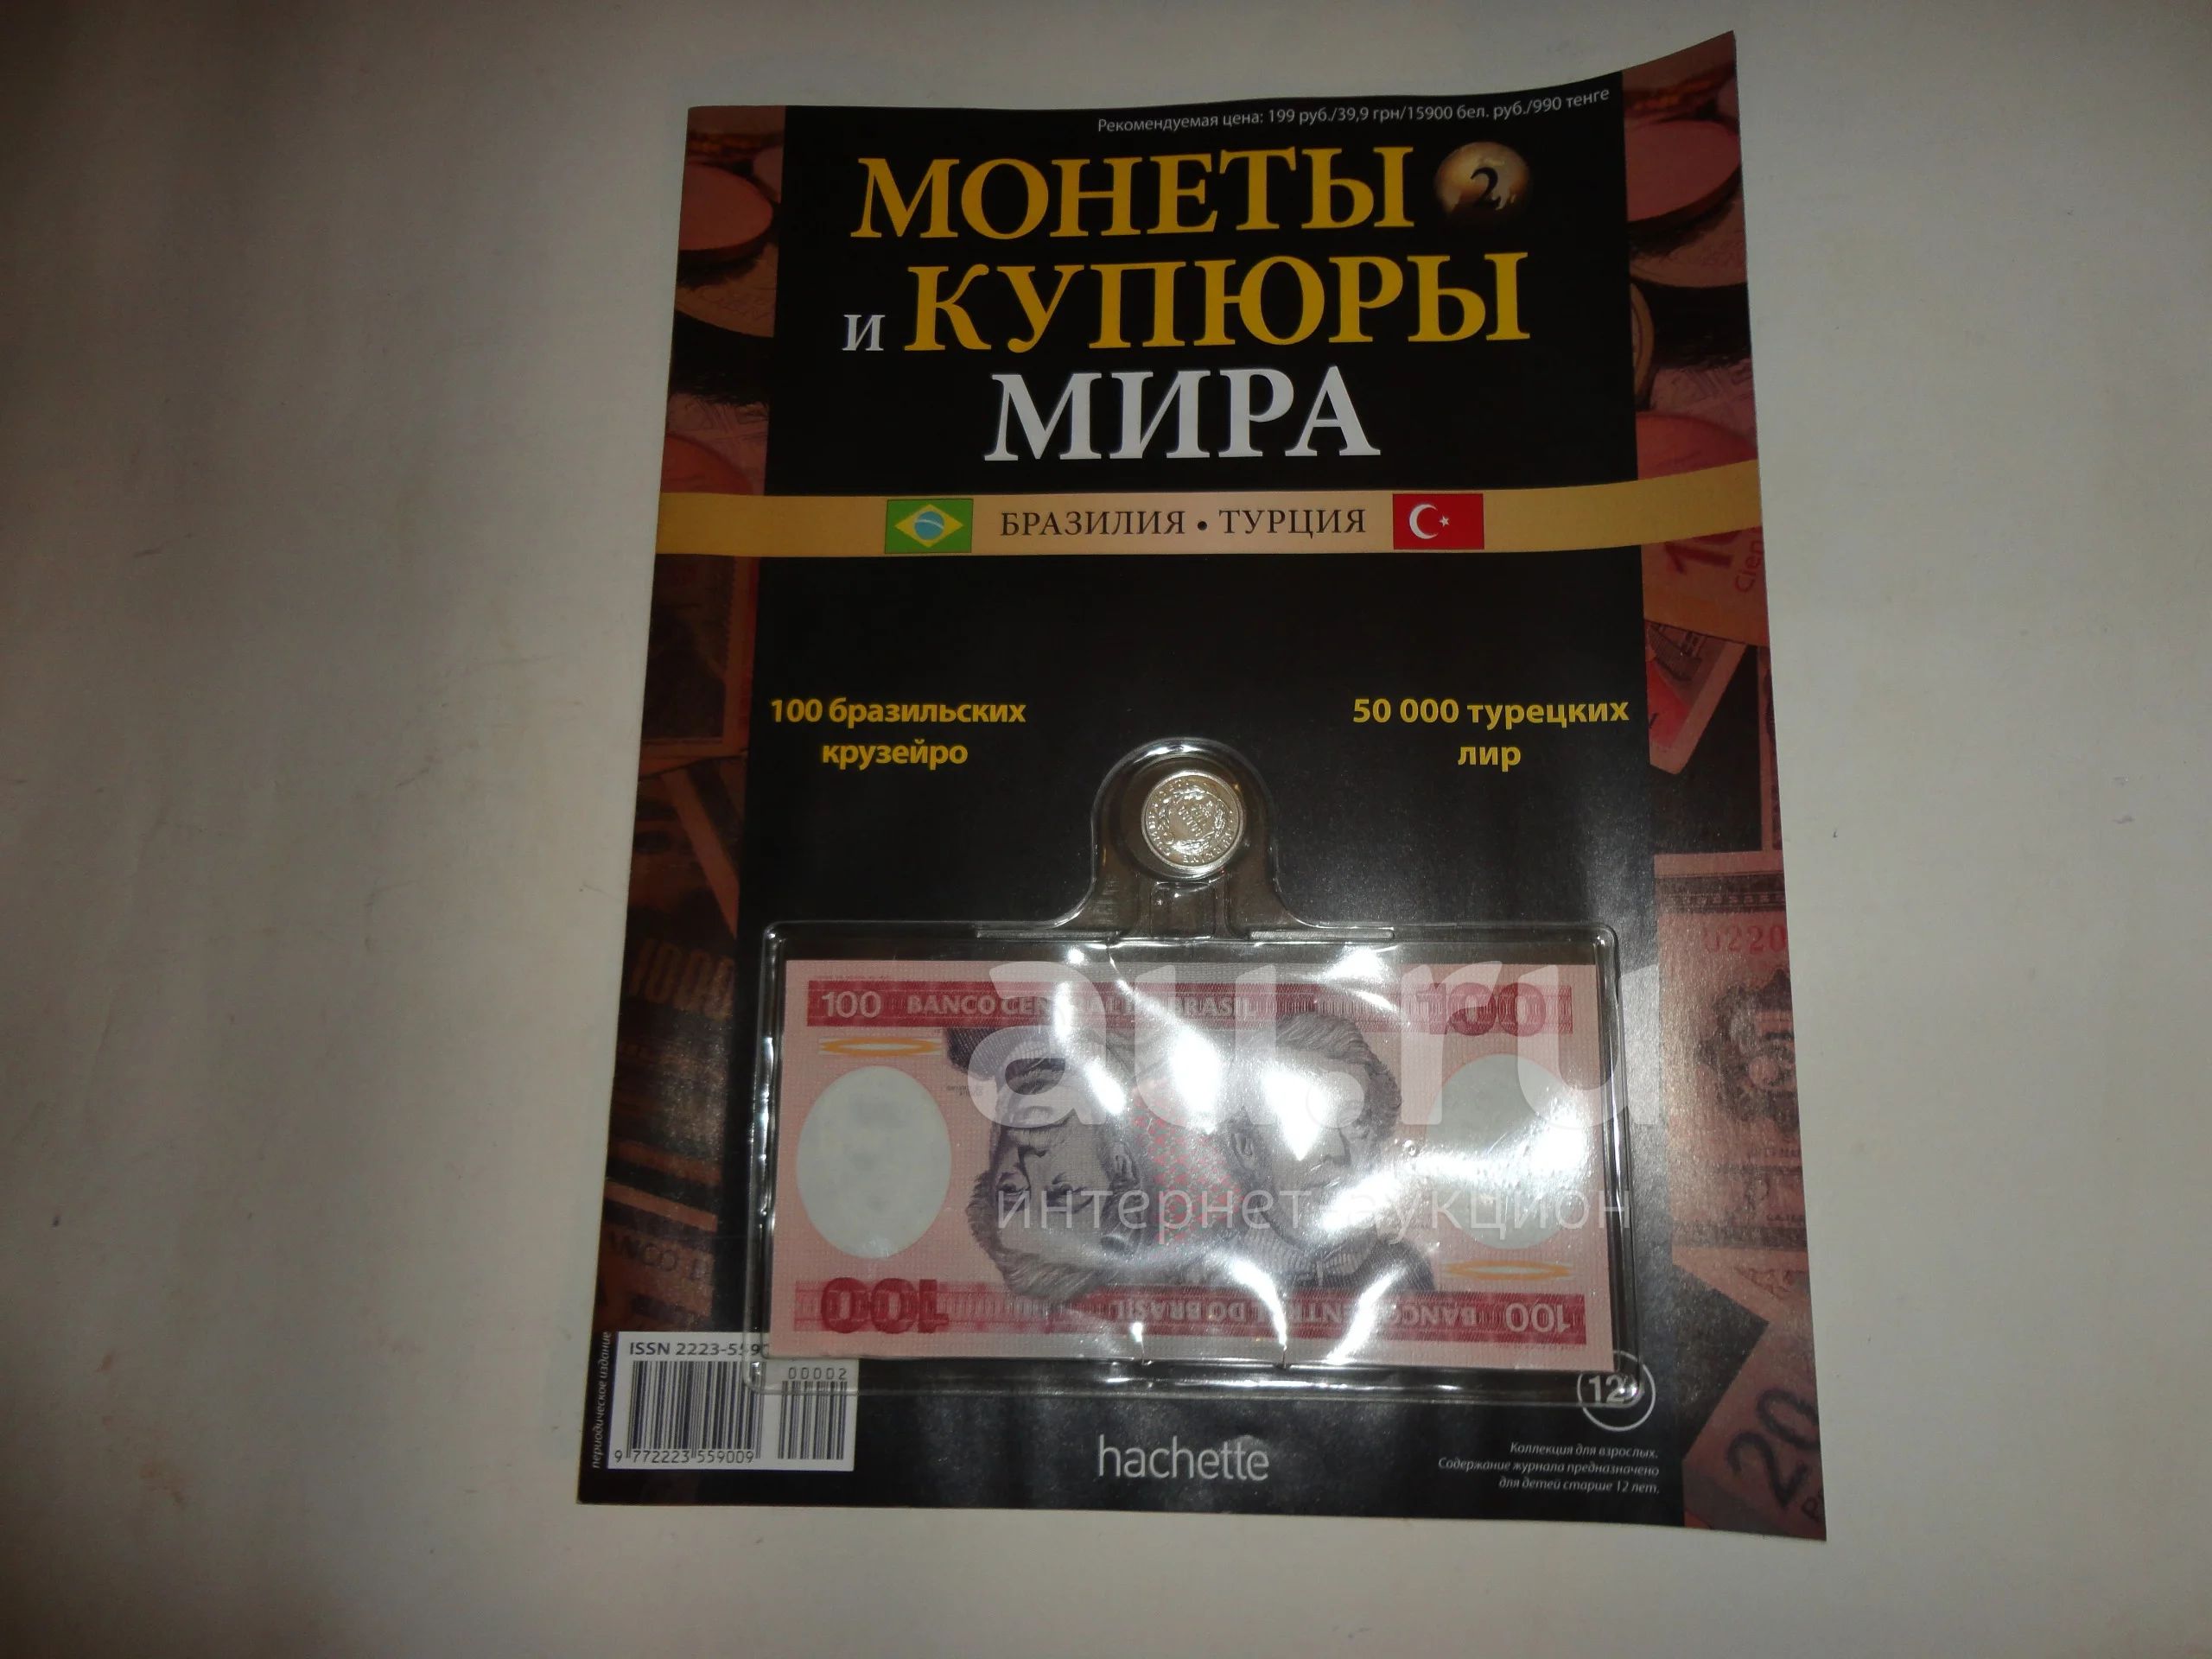 Рекомендуемая цена: 199 руб./39,9 грн/15900 бел. руб./990 тенге
МОНЕТЫ 2
и КУПЮРЫ
МИРА
БРАЗИЛИЯ • ТУРЦИЯ
100 бразильских
крузейро
50 000 турецких
лир
100 BANCO CENTRAL DO BRASIL 100
au.ru
интернет-аукцион
100 BANCO CENTRAL DO BRASIL 100
периодическое издание
ISSN 2223-5590
00002
9 772223 559009
hachette
12+
Коллекция для взрослых.
Содержание журнала предназначено
для детей старше 12 лет.